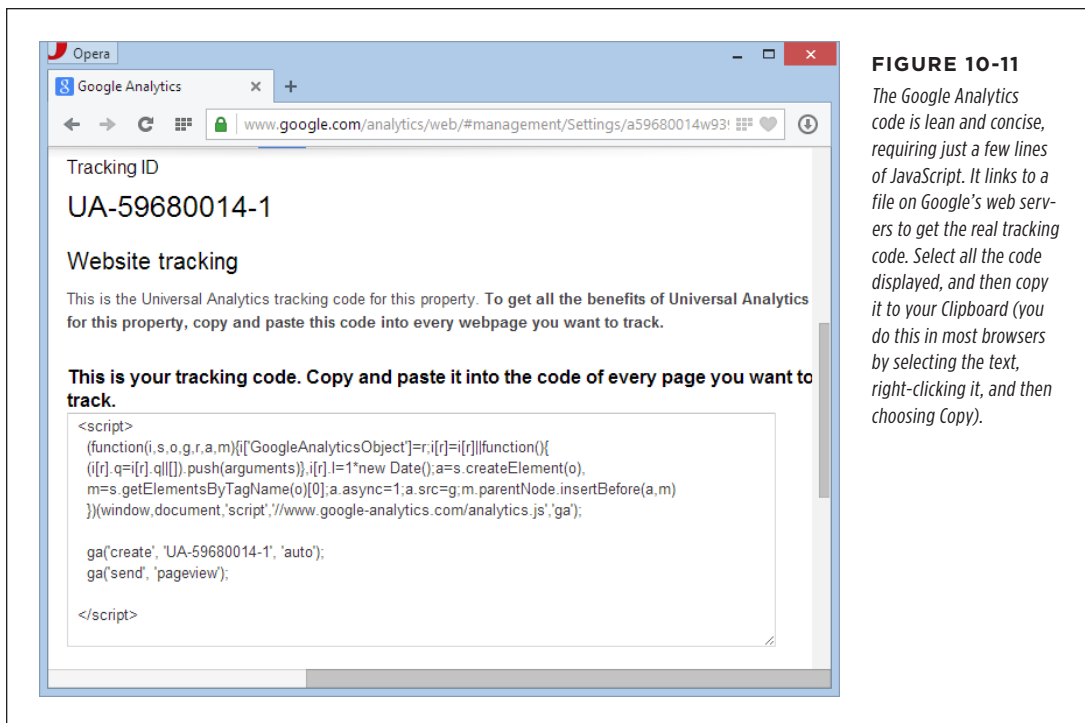 Opera
Google Analytics
www.google.com/analytics/web/#management/Settings/a59680014w93
Tracking ID
UA-59680014-1
Website tracking
This is the Universal Analytics tracking code for this property. To get all the benefits of Universal Analytics
for this property, copy and paste this code into every webpage you want to track.
This is your tracking code. Copy and paste it into the code of every page you want to
track.
<script>
(function(i,s,o,g,r,a,m){i['GoogleAnalyticsObject']=r;i[r]=i[r]||function(){
(i[r].q=i[r].q||[]).push(arguments)},i[r].l=1*new Date();a=s.createElement(o),
m=s.getElementsByTagName(o)[0];a.async=1;a.src=g;m.parentNode.insertBefore(a,m)
})(window,document,'script','//www.google-analytics.com/analytics.js','ga');
ga('create', 'UA-59680014-1', 'auto');
ga('send', 'pageview');
</script>
FIGURE 10-11
The Google Analytics
code is lean and concise,
requiring just a few lines
of JavaScript. It links to a
file on Google's web serv-
ers to get the real tracking
code. Select all the code
displayed, and then copy
it to your Clipboard (you
do this in most browsers
by selecting the text,
right-clicking it, and then
choosing Copy).